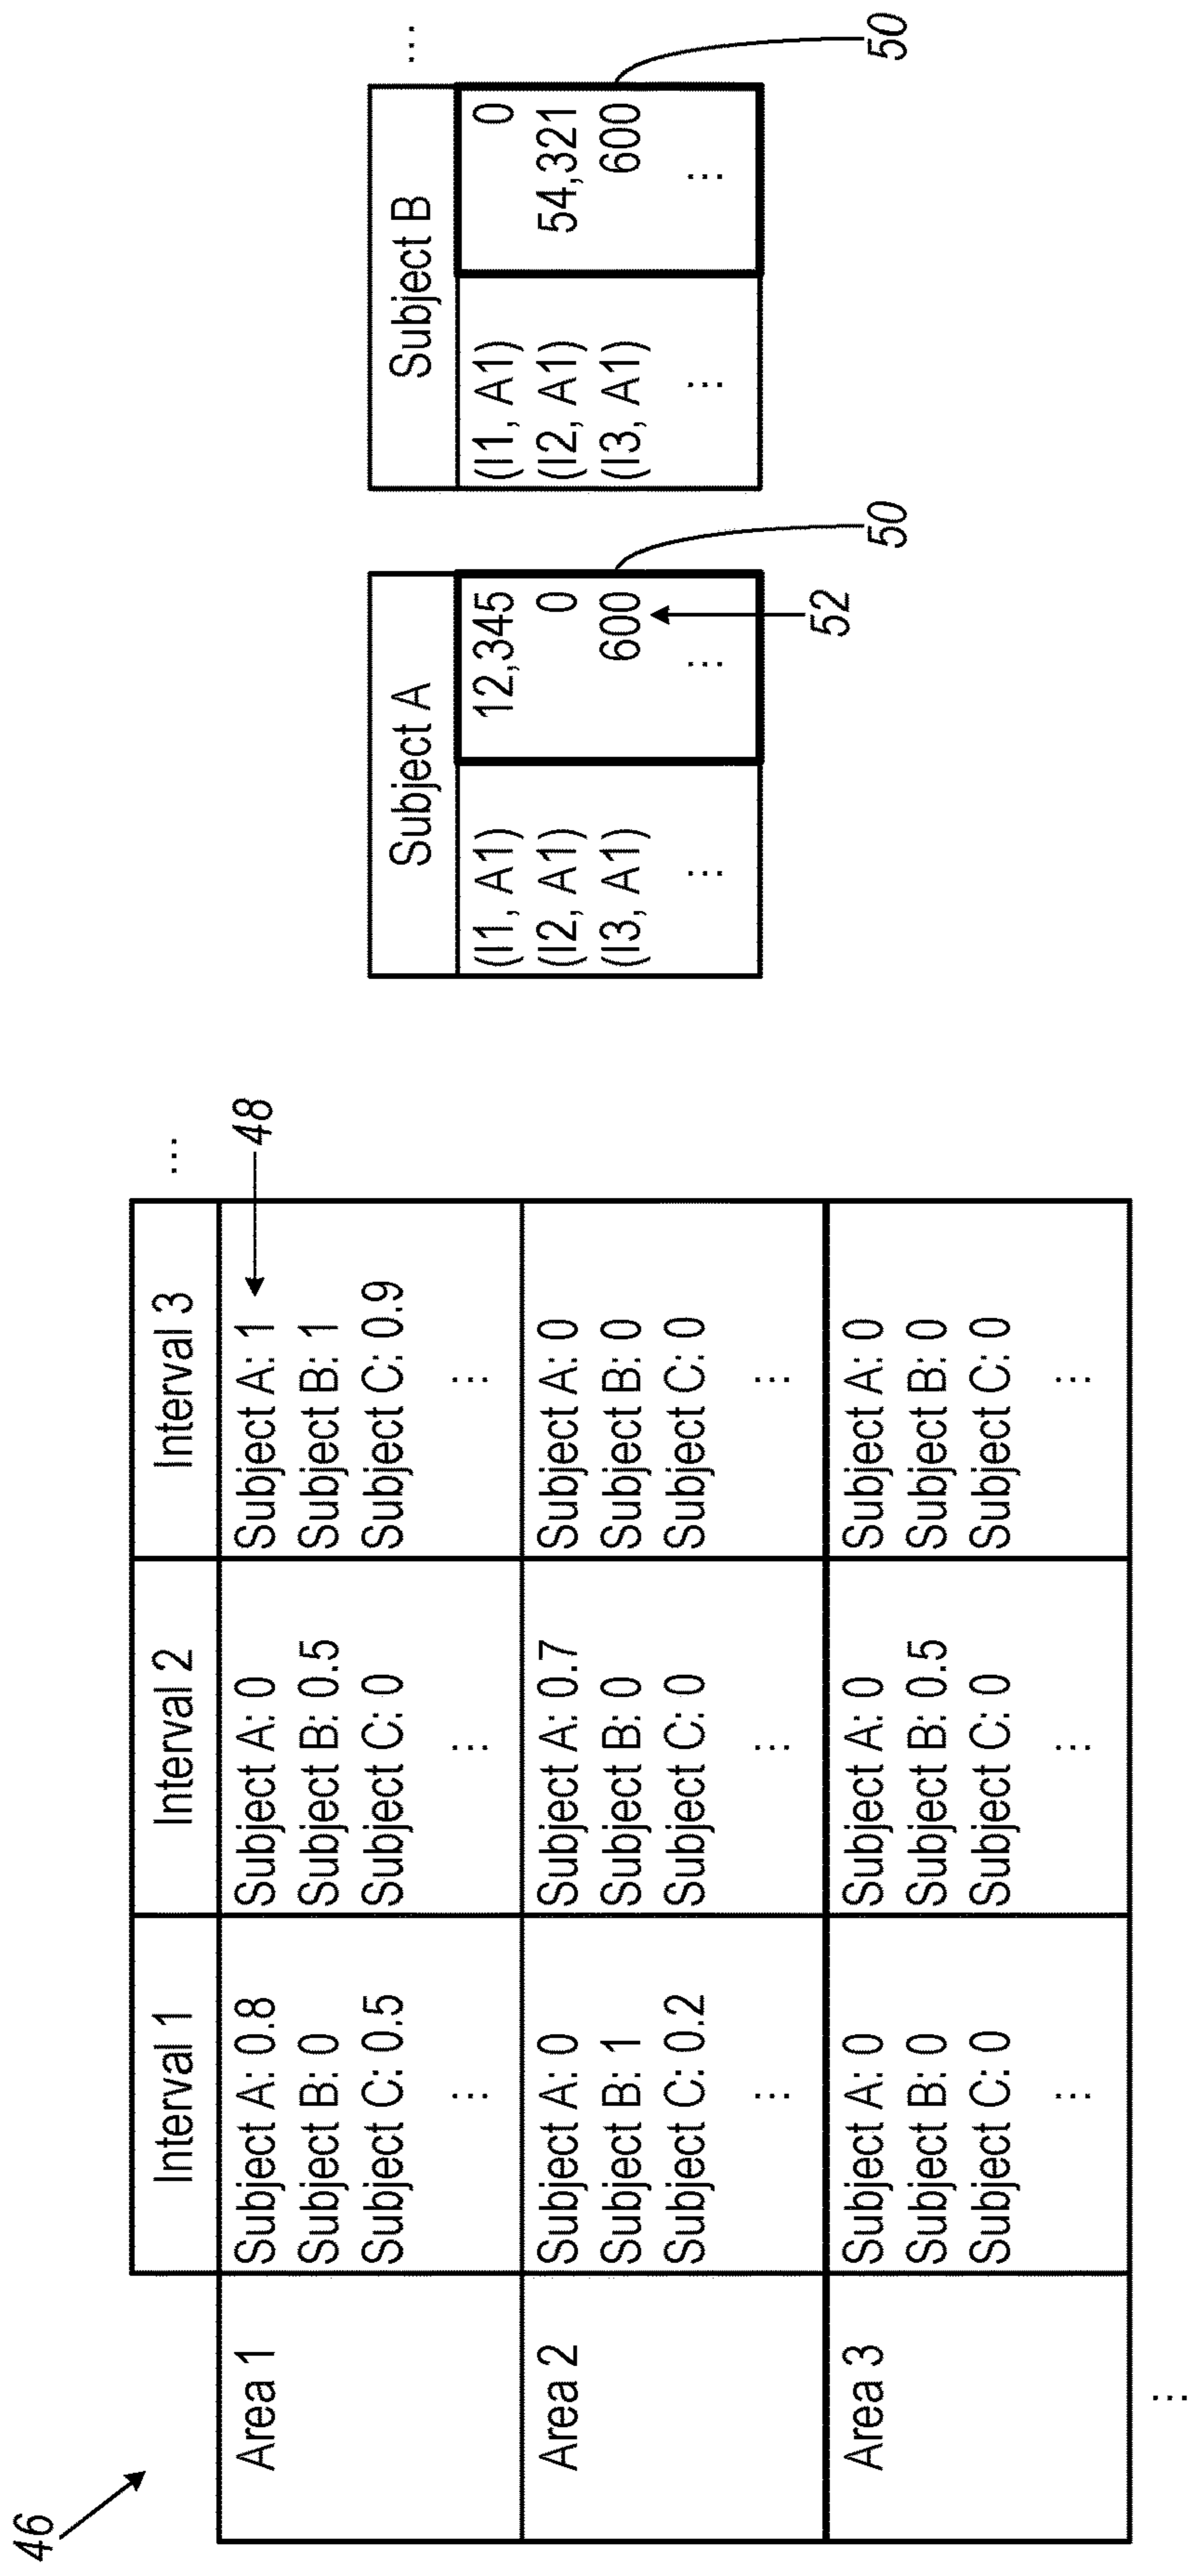 46
Interval 1 Interval 2 Interval 3 ...
48
Area 1
Subject A: 0.8
Subject B: 0
Subject C: 0.5
⋮
Subject A: 0
Subject B: 0.5
Subject C: 0
⋮
Subject A: 1
Subject B: 1
Subject C: 0.9
⋮
Area 2
Subject A: 0
Subject B: 1
Subject C: 0.2
⋮
Subject A: 0.7
Subject B: 0
Subject C: 0
⋮
Subject A: 0
Subject B: 0
Subject C: 0
⋮
Area 3
Subject A: 0
Subject B: 0
Subject C: 0
⋮
Subject A: 0
Subject B: 0.5
Subject C: 0
⋮
Subject A: 0
Subject B: 0
Subject C: 0
⋮
⋮
Subject A
(I1, A1) 12,345
(I2, A1) 0
(I3, A1) 600
⋮ ⋮
52
50
Subject B ...
(I1, A1) 0
(I2, A1) 54,321
(I3, A1) 600
⋮ ⋮
50